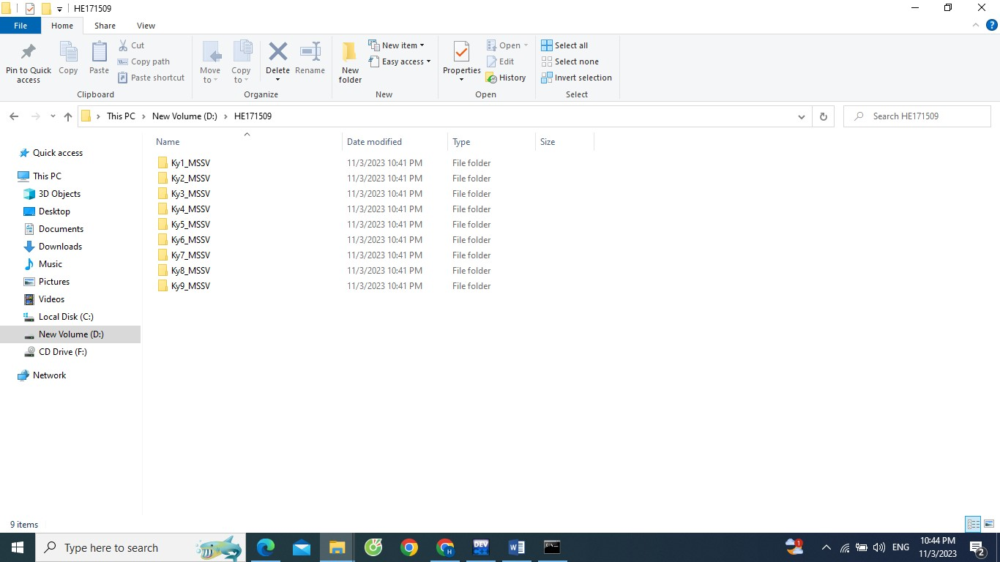 HE171509
File Home Share View
Pin to Quick access
Copy
Paste
Cut
Copy path
Paste shortcut
Clipboard
Move to
Copy to
Delete
Rename
Organize
New folder
New item
Easy access
New
Properties
Open
Edit
History
Open
Select all
Select none
Invert selection
Select
This PC New Volume (D:) HE171509
Search HE171509
Quick access
This PC
3D Objects
Desktop
Documents
Downloads
Music
Pictures
Videos
Local Disk (C:)
New Volume (D:)
CD Drive (F:)
Network
Name Date modified Type Size
Ky1_MSSV 11/3/2023 10:41 PM File folder
Ky2_MSSV 11/3/2023 10:41 PM File folder
Ky3_MSSV 11/3/2023 10:41 PM File folder
Ky4_MSSV 11/3/2023 10:41 PM File folder
Ky5_MSSV 11/3/2023 10:41 PM File folder
Ky6_MSSV 11/3/2023 10:41 PM File folder
Ky7_MSSV 11/3/2023 10:41 PM File folder
Ky8_MSSV 11/3/2023 10:41 PM File folder
Ky9_MSSV 11/3/2023 10:41 PM File folder
9 items
Type here to search
H
DEV
W
1
ENG
10:44 PM
11/3/2023
2